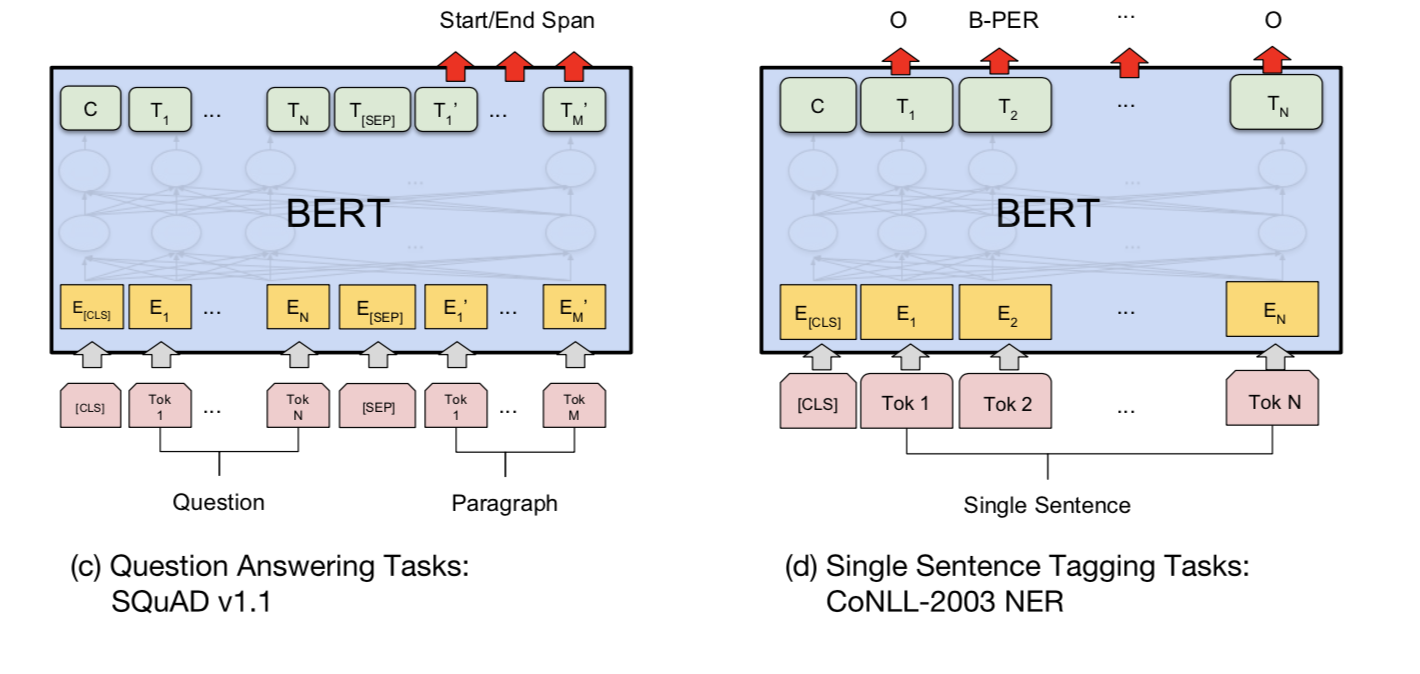 Start/End Span
C T1 ... TN T[SEP] T1’ ... TM’
...
BERT
...
E[CLS] E1 ... EN E[SEP] E1’ ... EM’
[CLS] Tok 1 ... Tok N [SEP] Tok 1 ... Tok M
Question Paragraph
(c) Question Answering Tasks:
SQuAD v1.1
O B-PER ... O
C T1 T2 ... TN
...
BERT
...
E[CLS] E1 E2 ... EN
[CLS] Tok 1 Tok 2 ... Tok N
Single Sentence
(d) Single Sentence Tagging Tasks:
CoNLL-2003 NER